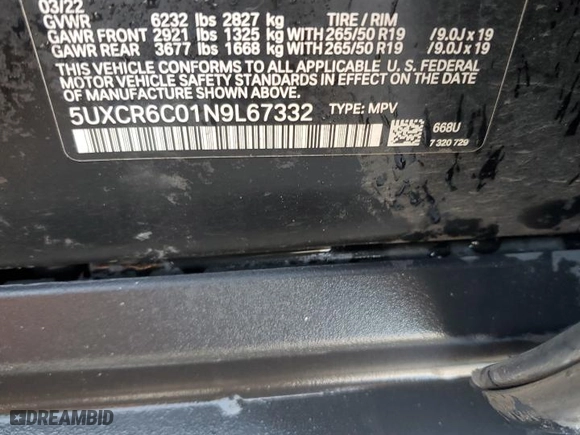 03/22
GVWR 6232 lbs 2827 kg TIRE / RIM
GAWR FRONT 2921 lbs 1325 kg WITH 265/50 R19 /9.0J x 19
GAWR REAR 3677 lbs 1668 kg WITH 265/50 R19 /9.0J x 19
THIS VEHICLE CONFORMS TO ALL APPLICABLE U. S. FEDERAL
MOTOR VEHICLE SAFETY STANDARDS IN EFFECT ON THE DATE
OF MANUFACTURE SHOWN ABOVE.
5UXCR6C01N9L67332 TYPE: MPV
668U
7 320 729
DREAMBID